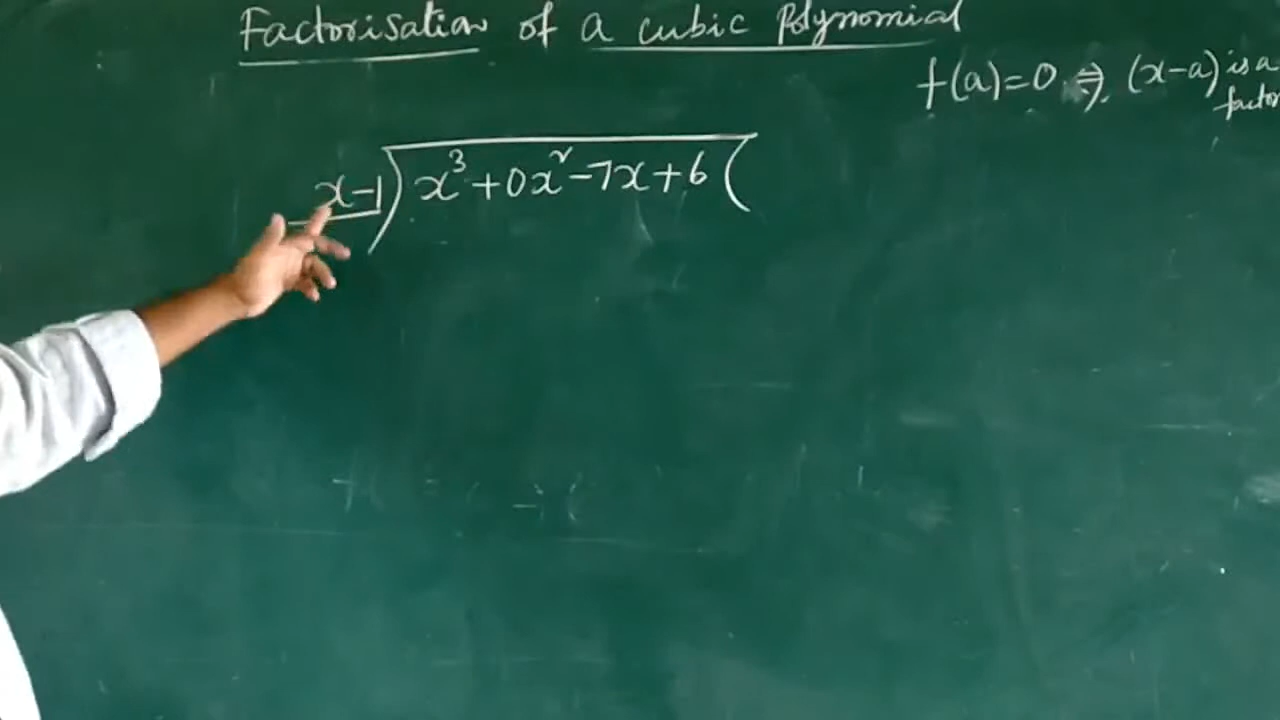 Factorisation of a cubic Polynomial
f(a)=0 ⇒ (x-a) is a factor
x-1) x³+0x²-7x+6 (